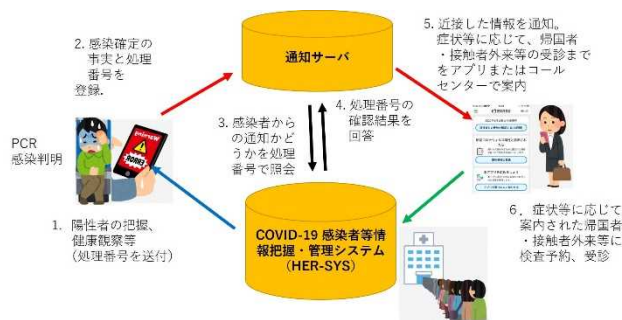 2. 感染確定の
事実と処理
番号を
登録.
通知サーバ
5. 近接した情報を通知。
症状等に応じて、帰国者
・接触者外来等の受診まで
をアプリまたはコール
センターで案内
PCR
感染判明
3. 感染者から
の通知かど
うかを処理
番号で照会
4. 処理番号の
確認結果を
回答
1. 陽性者の把握、
健康観察等
(処理番号を送付)
COVID-19 感染者等情
報把握・管理システム
(HER-SYS)
6. 症状等に応じて
案内された帰国者
・接触者外来等に
検査予約、受診